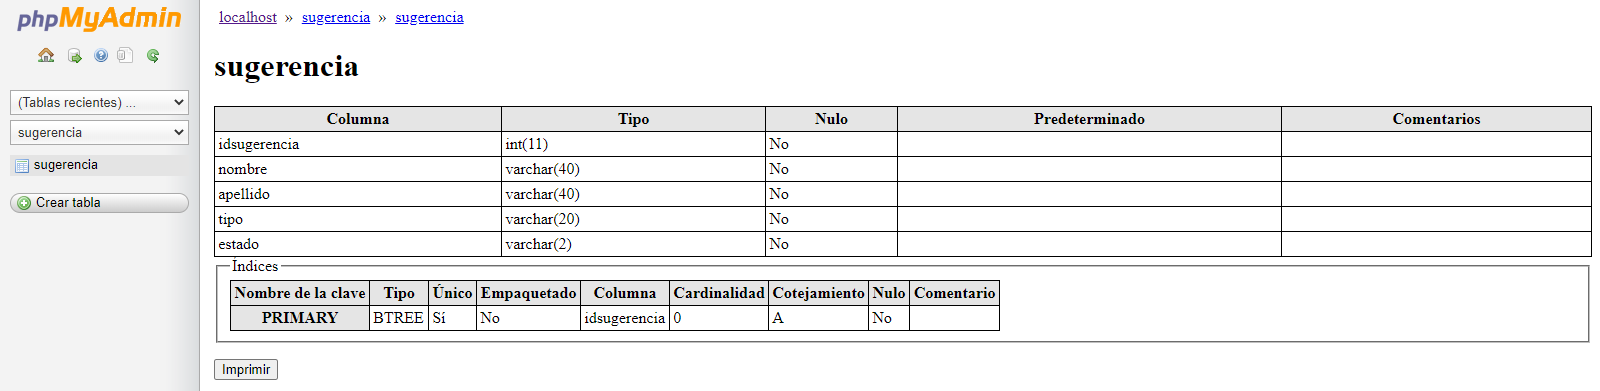 phpMyAdmin
localhost » sugerencia » sugerencia
(Tablas recientes) ...
sugerencia
sugerencia
Crear tabla
sugerencia
Columna Tipo Nulo Predeterminado Comentarios
idsugerencia int(11) No
nombre varchar(40) No
apellido varchar(40) No
tipo varchar(20) No
estado varchar(2) No
Índices
Nombre de la clave Tipo Único Empaquetado Columna Cardinalidad Cotejamiento Nulo Comentario
PRIMARY BTREE Sí No idsugerencia 0 A No
Imprimir